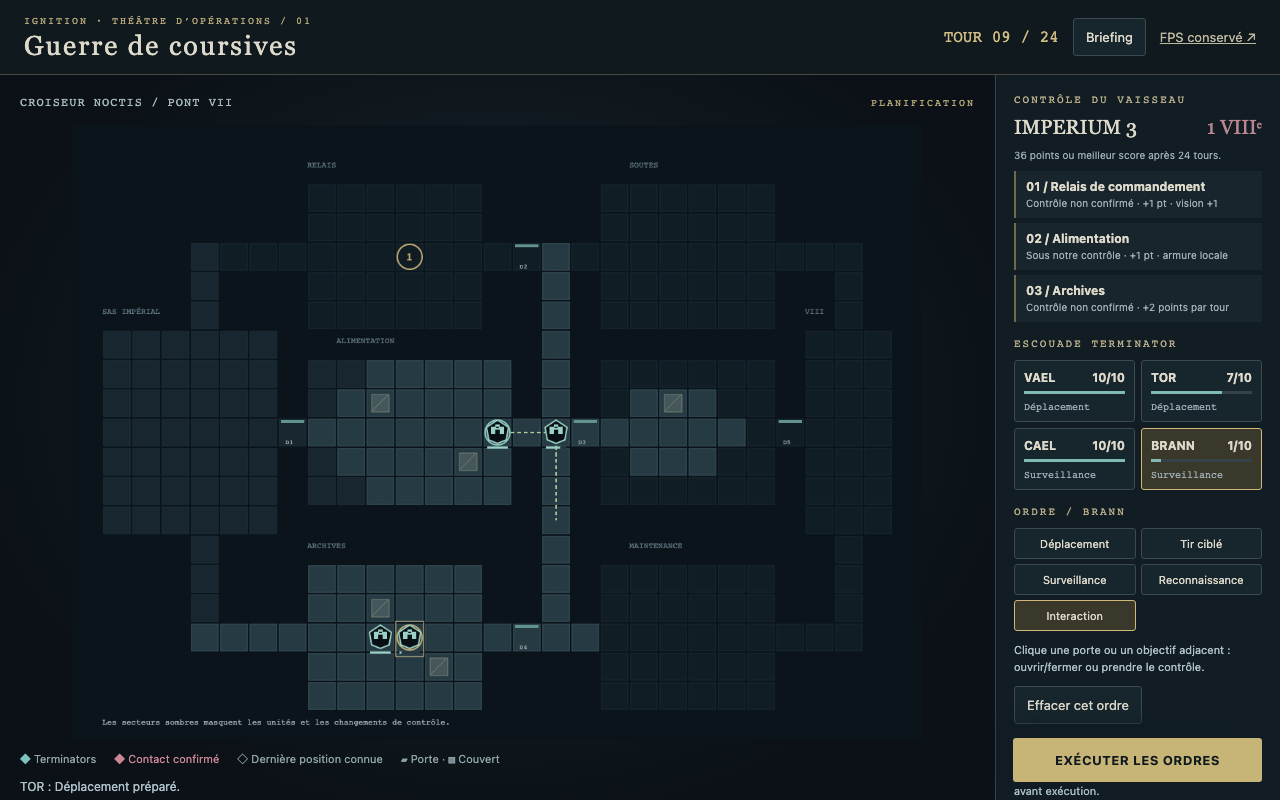 IGNITION · THÉÂTRE D'OPÉRATIONS / 01
Guerre de coursives
TOUR 09 / 24
Briefing
FPS conservé ↗
CROISEUR NOCTIS / PONT VII
PLANIFICATION
RELAIS
SOUTES
1
D2
SAS IMPÉRIAL
VIII
ALIMENTATION
D1
D3
D5
ARCHIVES
MAINTENANCE
D4
Les secteurs sombres masquent les unités et les changements de contrôle.
Terminators
Contact confirmé
Dernière position connue
Porte ·
Couvert
TOR : Déplacement préparé.
CONTRÔLE DU VAISSEAU
IMPERIUM 3
1 VIIIᵉ
36 points ou meilleur score après 24 tours.
01 / Relais de commandement
Contrôle non confirmé · +1 pt · vision +1
02 / Alimentation
Sous notre contrôle · +1 pt · armure locale
03 / Archives
Contrôle non confirmé · +2 points par tour
ESCOUADE TERMINATOR
VAEL 10/10
Déplacement
TOR 7/10
Déplacement
CAEL 10/10
Surveillance
BRANN 1/10
Surveillance
ORDRE / BRANN
Déplacement
Tir ciblé
Surveillance
Reconnaissance
Interaction
Clique une porte ou un objectif adjacent :
ouvrir/fermer ou prendre le contrôle.
Effacer cet ordre
EXÉCUTER LES ORDRES
avant exécution.